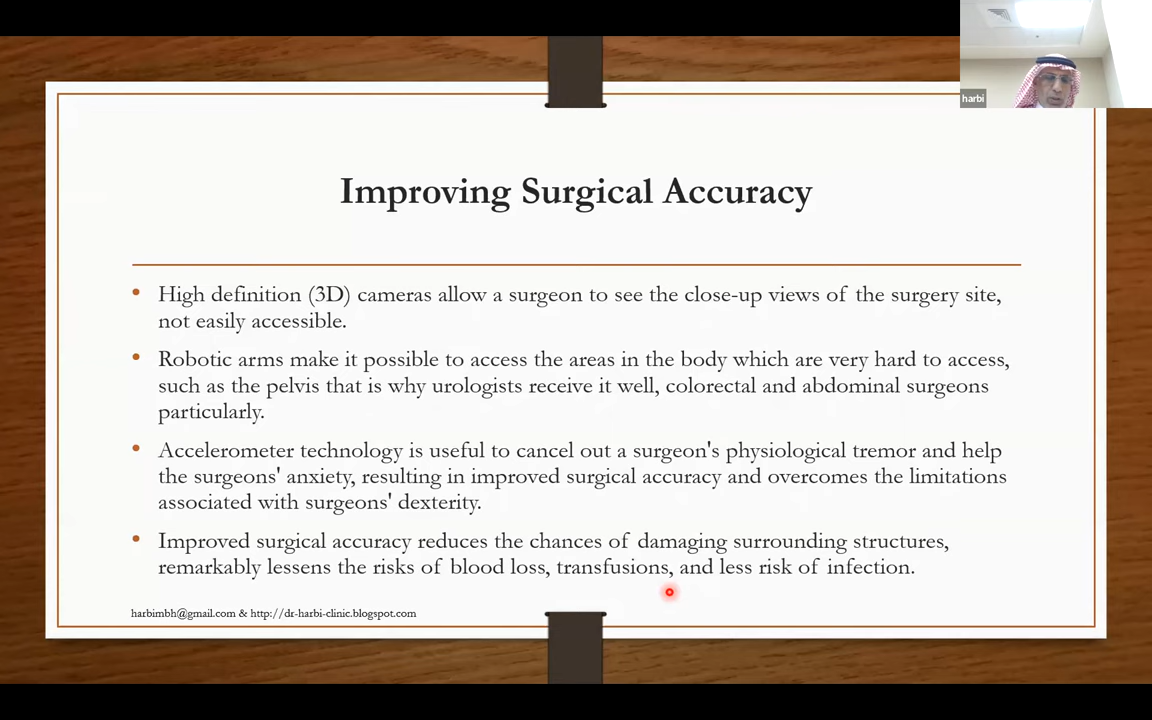 harbi
Improving Surgical Accuracy
• High definition (3D) cameras allow a surgeon to see the close-up views of the surgery site,
not easily accessible.
• Robotic arms make it possible to access the areas in the body which are very hard to access,
such as the pelvis that is why urologists receive it well, colorectal and abdominal surgeons
particularly.
• Accelerometer technology is useful to cancel out a surgeon's physiological tremor and help
the surgeons' anxiety, resulting in improved surgical accuracy and overcomes the limitations
associated with surgeons' dexterity.
• Improved surgical accuracy reduces the chances of damaging surrounding structures,
remarkably lessens the risks of blood loss, transfusions, and less risk of infection.
harbimbh@gmail.com & http://dr-harbi-clinic.blogspot.com